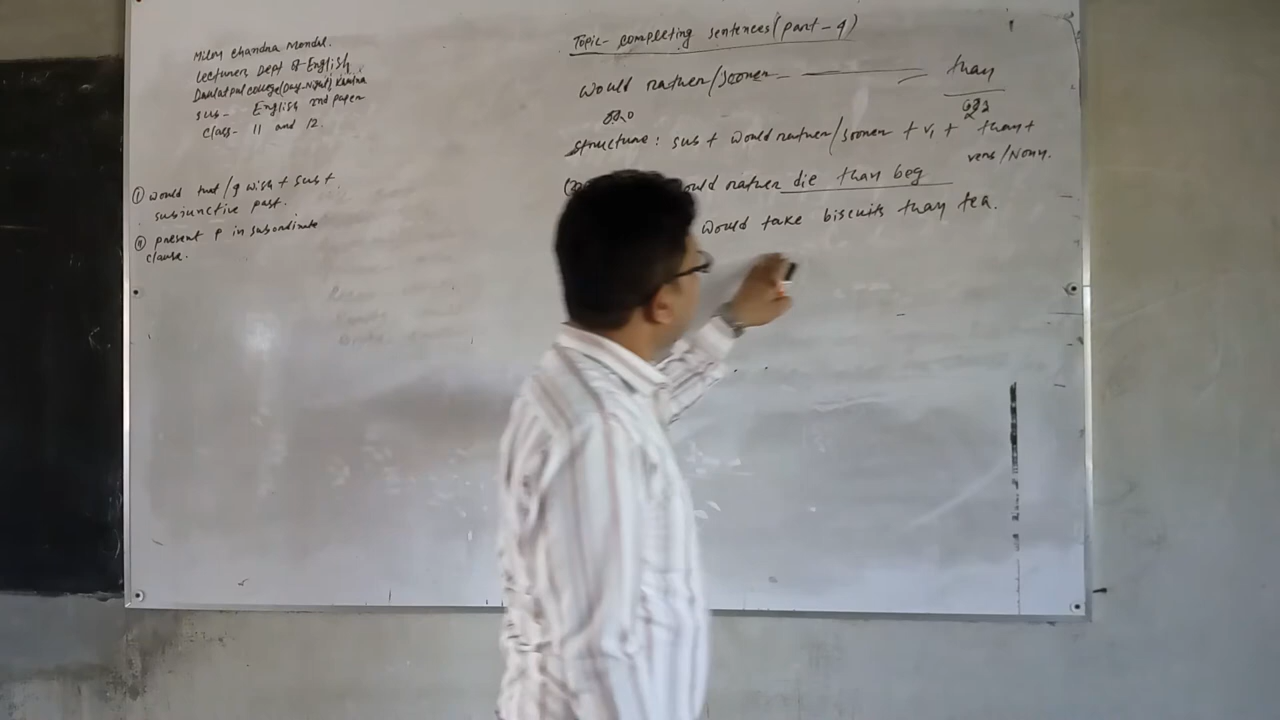 Milon Chandra Mondal.
Lecturer, Dept of English
Daulatpur college (Day-Night) Khulna
sub- English 2nd paper
class- 11 and 12.
① would that / I wish + sub +
subjunctive past.
② present p in subordinate
clause.
Topic- completing sentences (part-4)
would rather/sooner — than
structure: sub + would rather/sooner + v1 + than +
verb/Noun.
would rather die than beg
would take biscuits than tea.